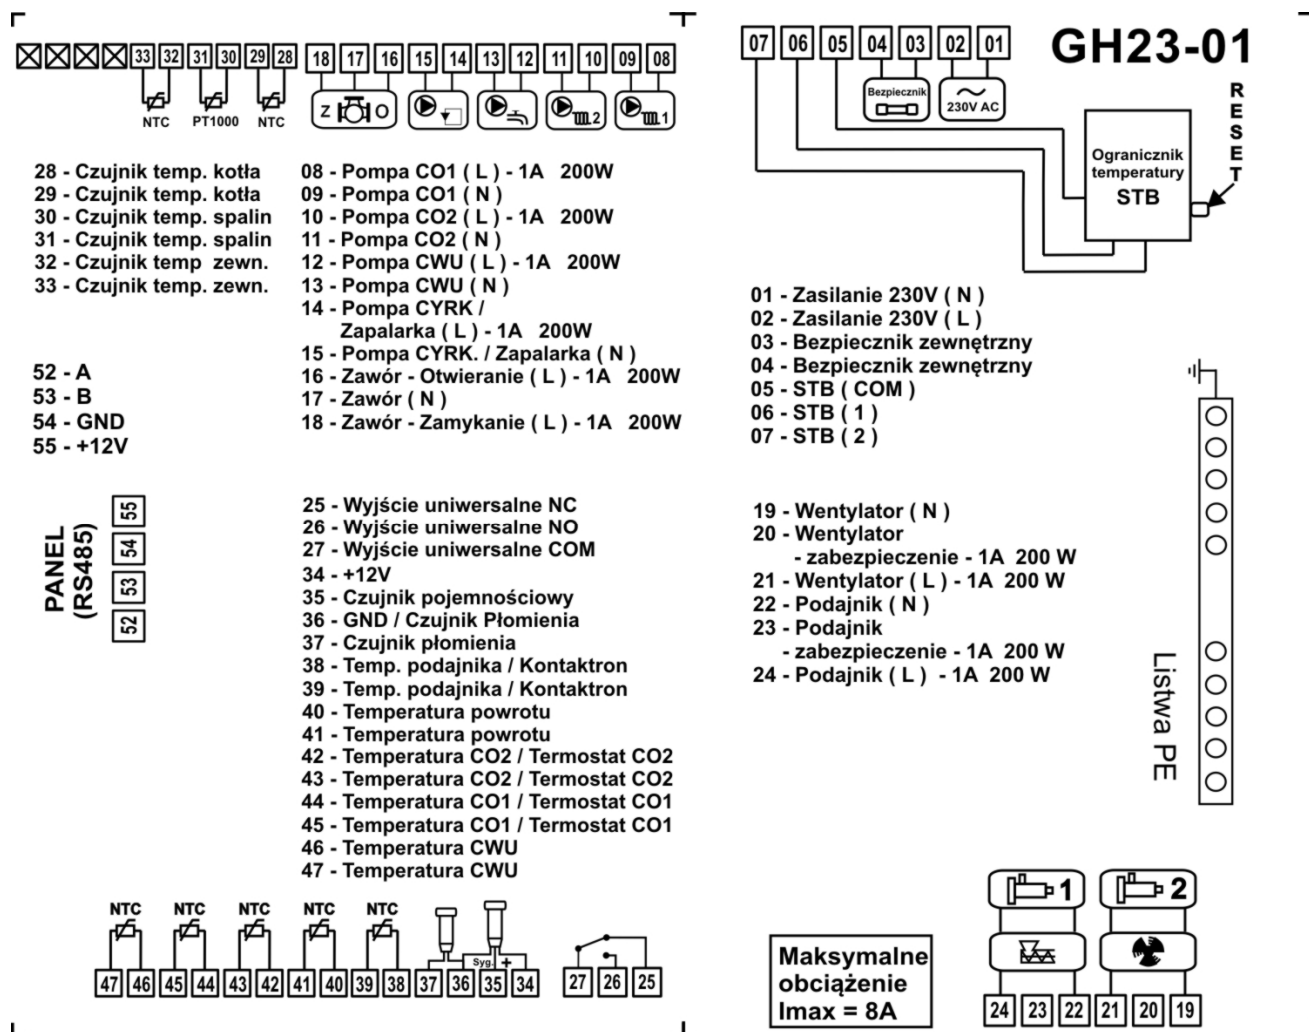 33 32 31 30 29 28 18 17 16 15 14 13 12 11 10 09 08
NTC PT1000 NTC Z O 2 1
28 - Czujnik temp. kotła
29 - Czujnik temp. kotła
30 - Czujnik temp. spalin
31 - Czujnik temp. spalin
32 - Czujnik temp zewn.
33 - Czujnik temp. zewn.
08 - Pompa CO1 ( L ) - 1A 200W
09 - Pompa CO1 ( N )
10 - Pompa CO2 ( L ) - 1A 200W
11 - Pompa CO2 ( N )
12 - Pompa CWU ( L ) - 1A 200W
13 - Pompa CWU ( N )
14 - Pompa CYRK /
Zapalarka ( L ) - 1A 200W
15 - Pompa CYRK. / Zapalarka ( N )
16 - Zawór - Otwieranie ( L ) - 1A 200W
17 - Zawór ( N )
18 - Zawór - Zamykanie ( L ) - 1A 200W
52 - A
53 - B
54 - GND
55 - +12V
PANEL
(RS485)
55
54
53
52
25 - Wyjście uniwersalne NC
26 - Wyjście uniwersalne NO
27 - Wyjście uniwersalne COM
34 - +12V
35 - Czujnik pojemnościowy
36 - GND / Czujnik Płomienia
37 - Czujnik płomienia
38 - Temp. podajnika / Kontaktron
39 - Temp. podajnika / Kontaktron
40 - Temperatura powrotu
41 - Temperatura powrotu
42 - Temperatura CO2 / Termostat CO2
43 - Temperatura CO2 / Termostat CO2
44 - Temperatura CO1 / Termostat CO1
45 - Temperatura CO1 / Termostat CO1
46 - Temperatura CWU
47 - Temperatura CWU
NTC NTC NTC NTC NTC
Syg. +
47 46 45 44 43 42 41 40 39 38 37 36 35 34 27 26 25
07 06 05 04 03 02 01
GH23-01
Bezpiecznik
230V AC
RESET
Ogranicznik
temperatury
STB
01 - Zasilanie 230V ( N )
02 - Zasilanie 230V ( L )
03 - Bezpiecznik zewnętrzny
04 - Bezpiecznik zewnętrzny
05 - STB ( COM )
06 - STB ( 1 )
07 - STB ( 2 )
19 - Wentylator ( N )
20 - Wentylator
- zabezpieczenie - 1A 200 W
21 - Wentylator ( L ) - 1A 200 W
22 - Podajnik ( N )
23 - Podajnik
- zabezpieczenie - 1A 200 W
24 - Podajnik ( L ) - 1A 200 W
Listwa PE
1 2
Maksymalne
obciążenie
Imax = 8A
24 23 22 21 20 19